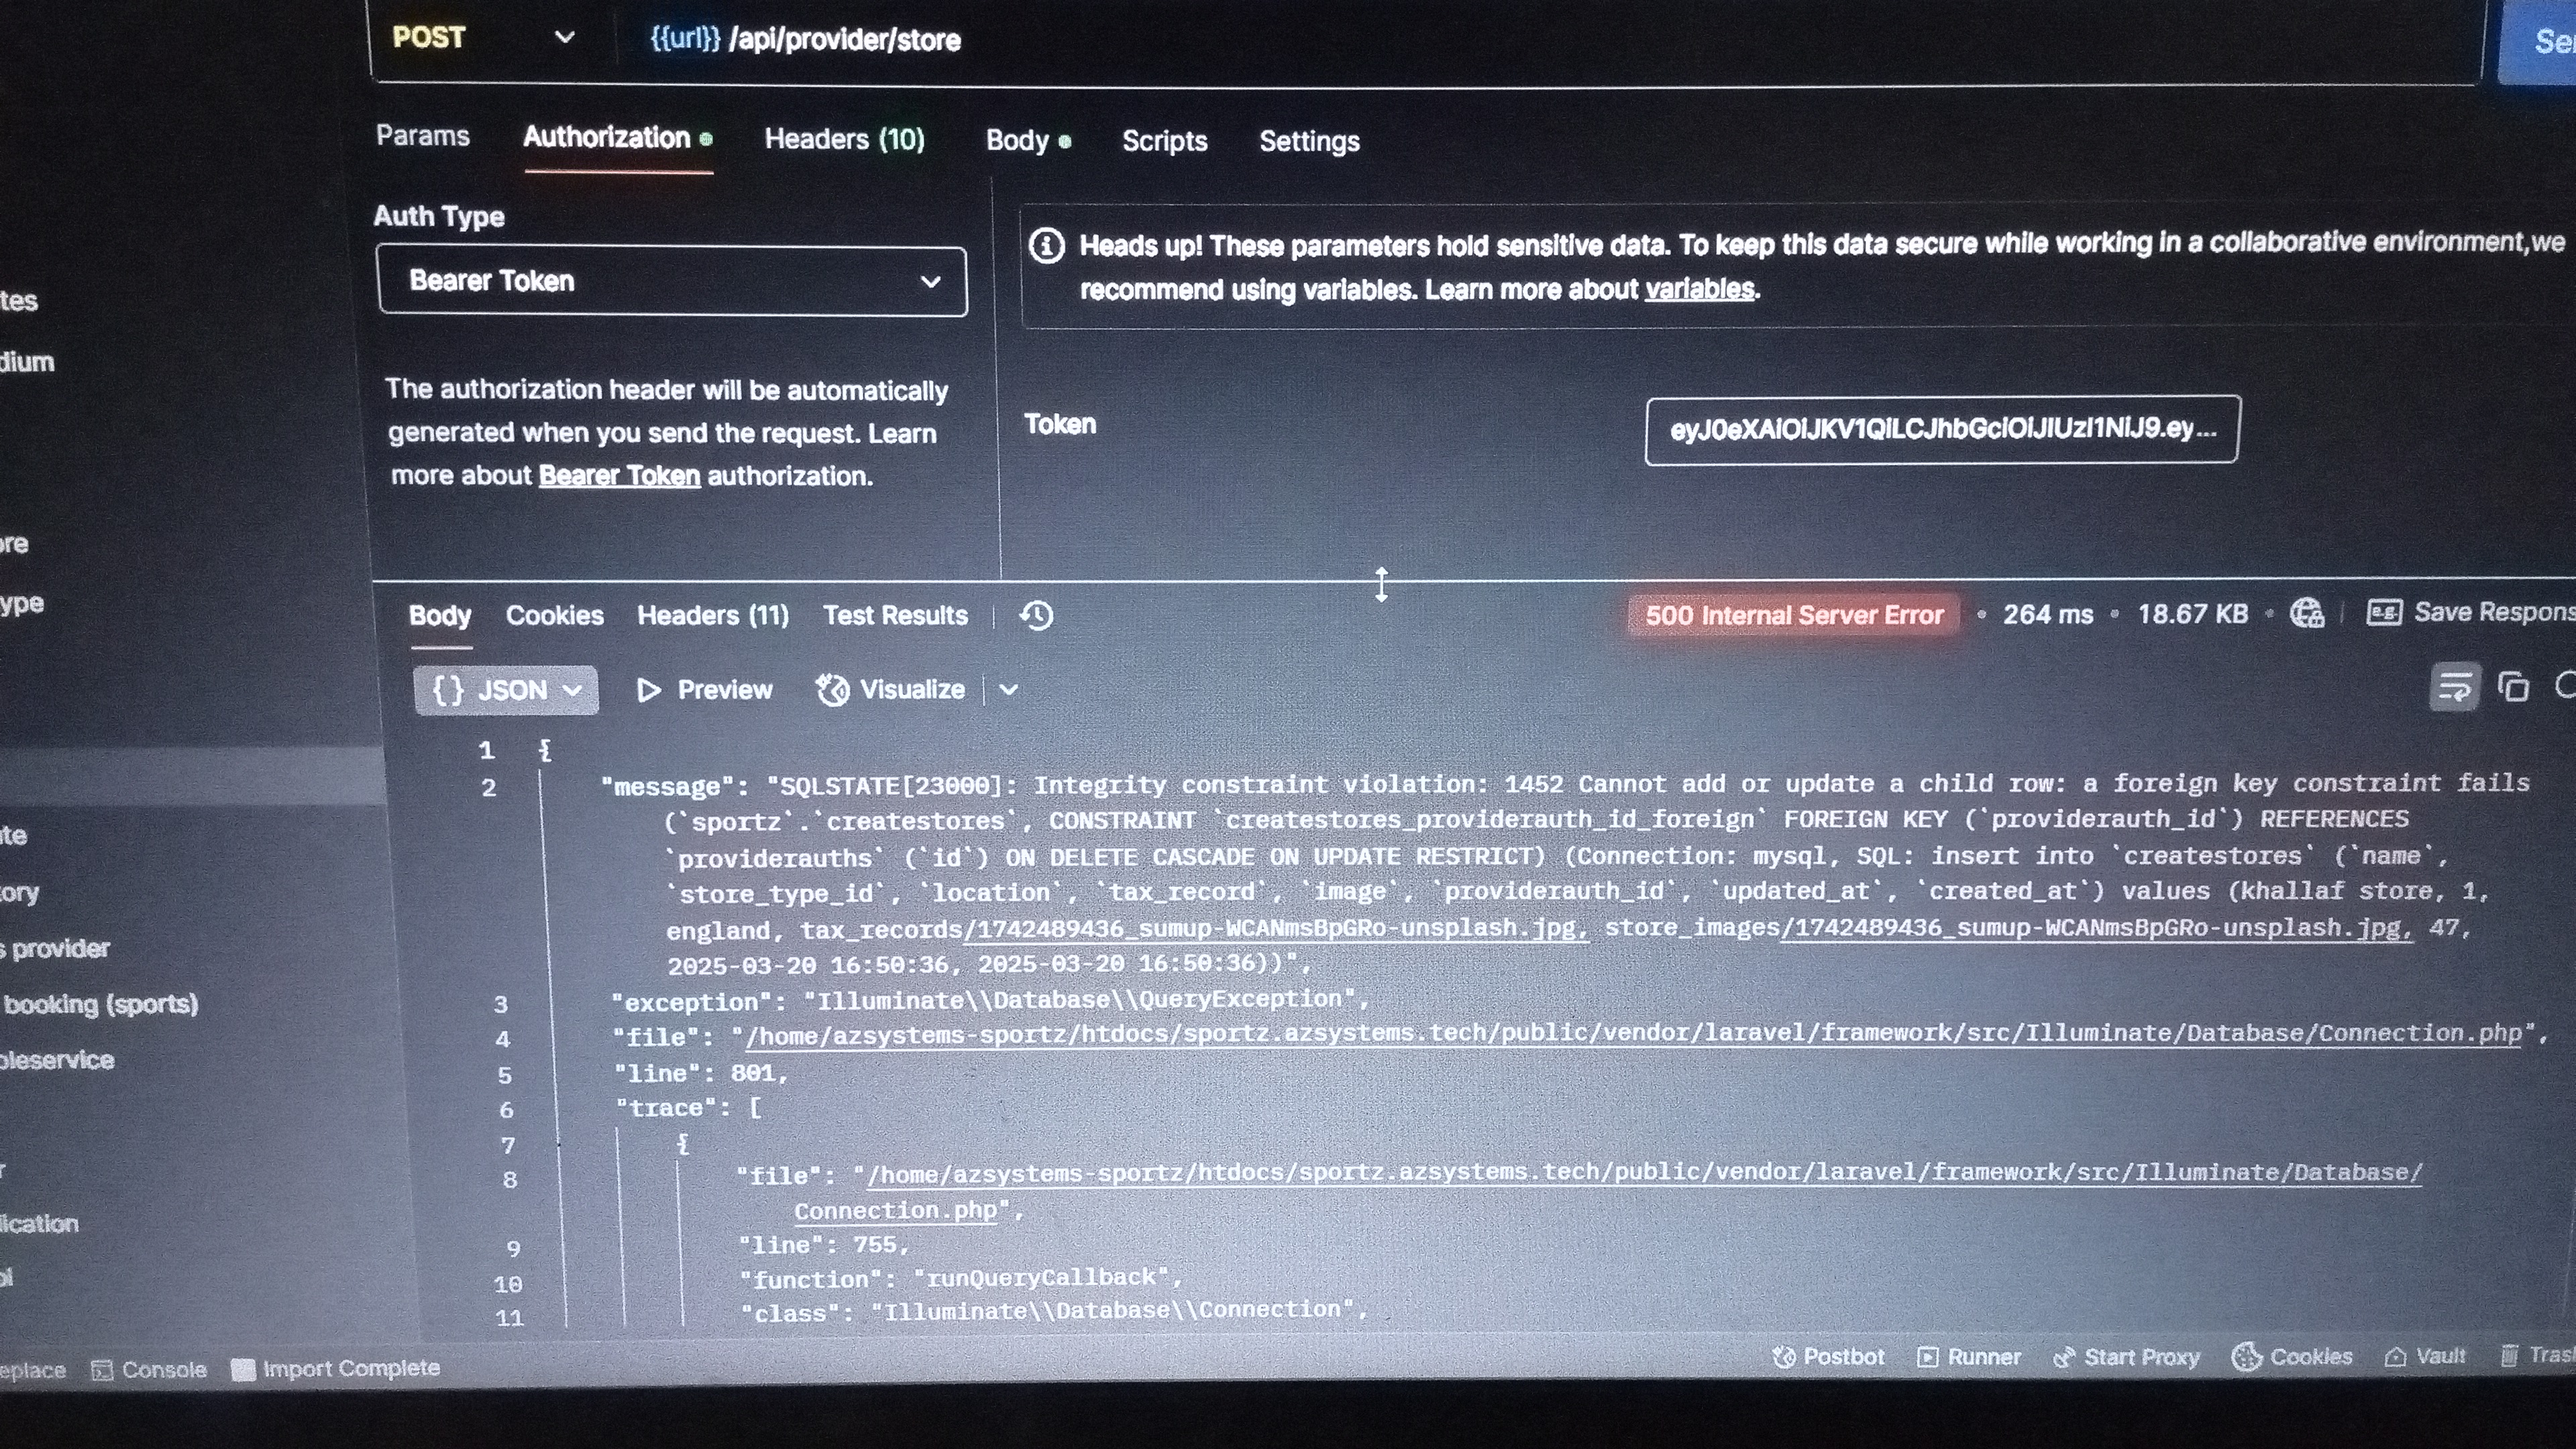 POST {{url}} /api/provider/store
Params Authorization Headers (10) Body Scripts Settings
Auth Type
Bearer Token
The authorization header will be automatically
generated when you send the request. Learn
more about Bearer Token authorization.
Heads up! These parameters hold sensitive data. To keep this data secure while working in a collaborative environment,we
recommend using variables. Learn more about variables.
Token
eyJ0eXAiOiJKV1QiLCJhbGciOiJIUzI1NiJ9.ey...
Body Cookies Headers (11) Test Results 500 Internal Server Error • 264 ms • 18.67 KB • Save Respons
{} JSON Preview Visualize
1 {
2 "message": "SQLSTATE[23000]: Integrity constraint violation: 1452 Cannot add or update a child row: a foreign key constraint fails
(`sportz`.`createstores`, CONSTRAINT `createstores_providerauth_id_foreign` FOREIGN KEY (`providerauth_id`) REFERENCES
`providerauths` (`id`) ON DELETE CASCADE ON UPDATE RESTRICT) (Connection: mysql, SQL: insert into `createstores` (`name`,
`store_type_id`, `location`, `tax_record`, `image`, `providerauth_id`, `updated_at`, `created_at`) values (khallaf store, 1,
england, tax_records/1742489436_sumup-WCANmsBpGRo-unsplash.jpg, store_images/1742489436_sumup-WCANmsBpGRo-unsplash.jpg, 47,
2025-03-20 16:50:36, 2025-03-20 16:50:36))",
3 "exception": "Illuminate\\Database\\QueryException",
4 "file": "/home/azsystems-sportz/htdocs/sportz.azsystems.tech/public/vendor/laravel/framework/src/Illuminate/Database/Connection.php",
5 "line": 801,
6 "trace": [
7 {
8 "file": "/home/azsystems-sportz/htdocs/sportz.azsystems.tech/public/vendor/laravel/framework/src/Illuminate/Database/
Connection.php",
9 "line": 755,
10 "function": "runQueryCallback",
11 "class": "Illuminate\\Database\\Connection",
tes
dium
ore
ype
te
ory
s provider
booking (sports)
leservice
lication
eplace Console Import Complete Postbot Runner Start Proxy Cookies Vault Tras